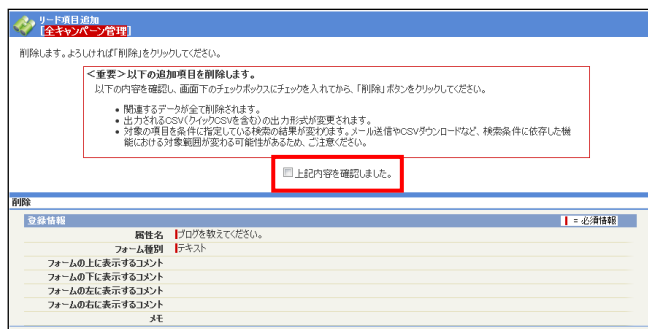 リード項目追加
【全キャンペーン管理】
削除します。よろしければ「削除」をクリックしてください。
＜重要＞以下の追加項目を削除します。
以下の内容を確認し、画面下のチェックボックスにチェックを入れてから、「削除」ボタンをクリックしてください。
• 関連するデータが全て削除されます。
• 出力されるCSV(クイックCSVを含む)の出力形式が変更されます。
• 対象の項目を条件に指定している検索の結果が変わります。メール送信やCSVダウンロードなど、検索条件に依存した機
能における対象範囲が変わる可能性があるため、ご注意ください。
上記内容を確認しました。
削除
登録情報 = 必須情報
属性名 ブログを教えてください。
フォーム種別 テキスト
フォームの上に表示するコメント
フォームの下に表示するコメント
フォームの左に表示するコメント
フォームの右に表示するコメント
メモ